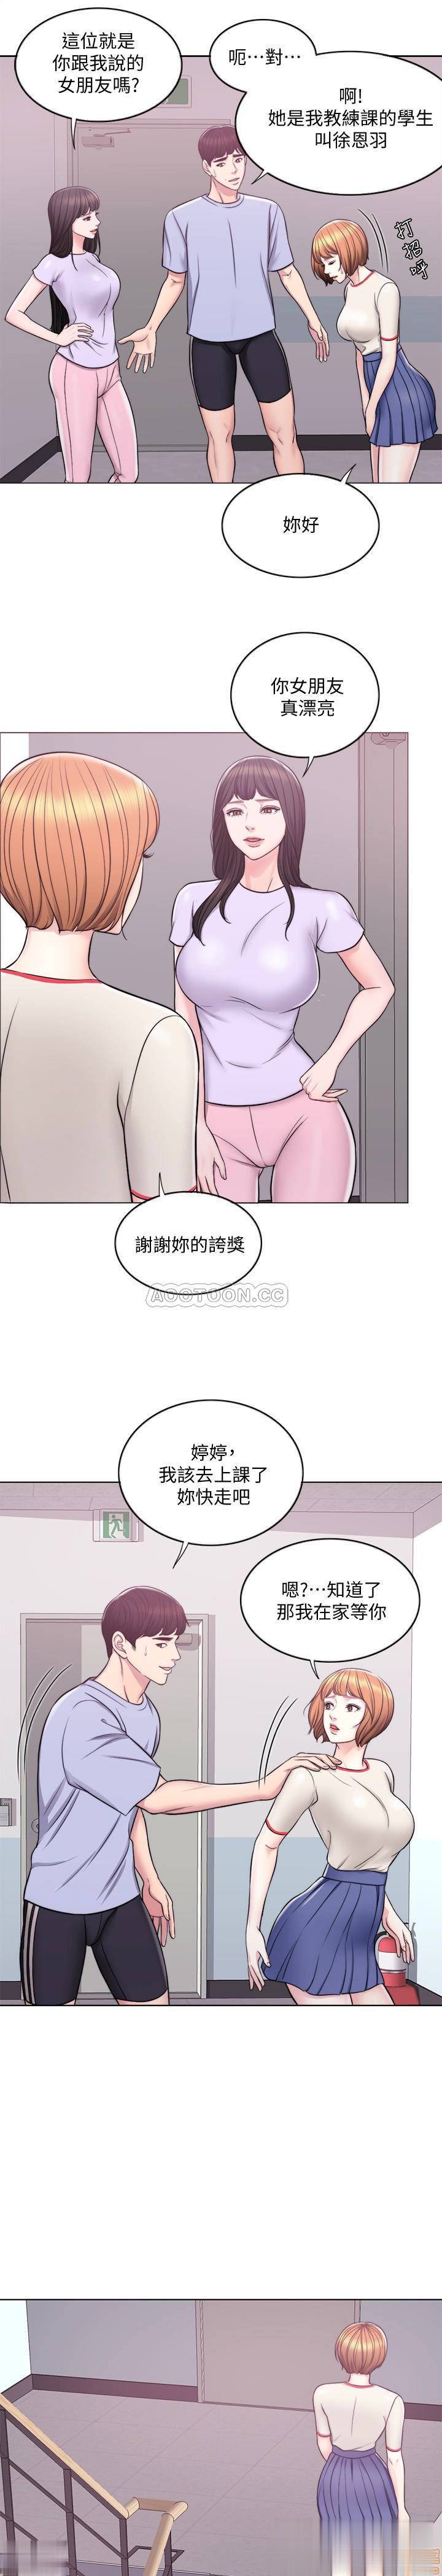 這位就是
你跟我說的
女朋友嗎?
呃⋯對⋯
啊!
她是我教練課的學生
叫徐恩羽
打招呼
妳好
你女朋友
真漂亮
謝謝妳的誇獎
AOOTOON.CC
婷婷,
我該去上課了
妳快走吧
嗯?⋯知道了
那我在家等你